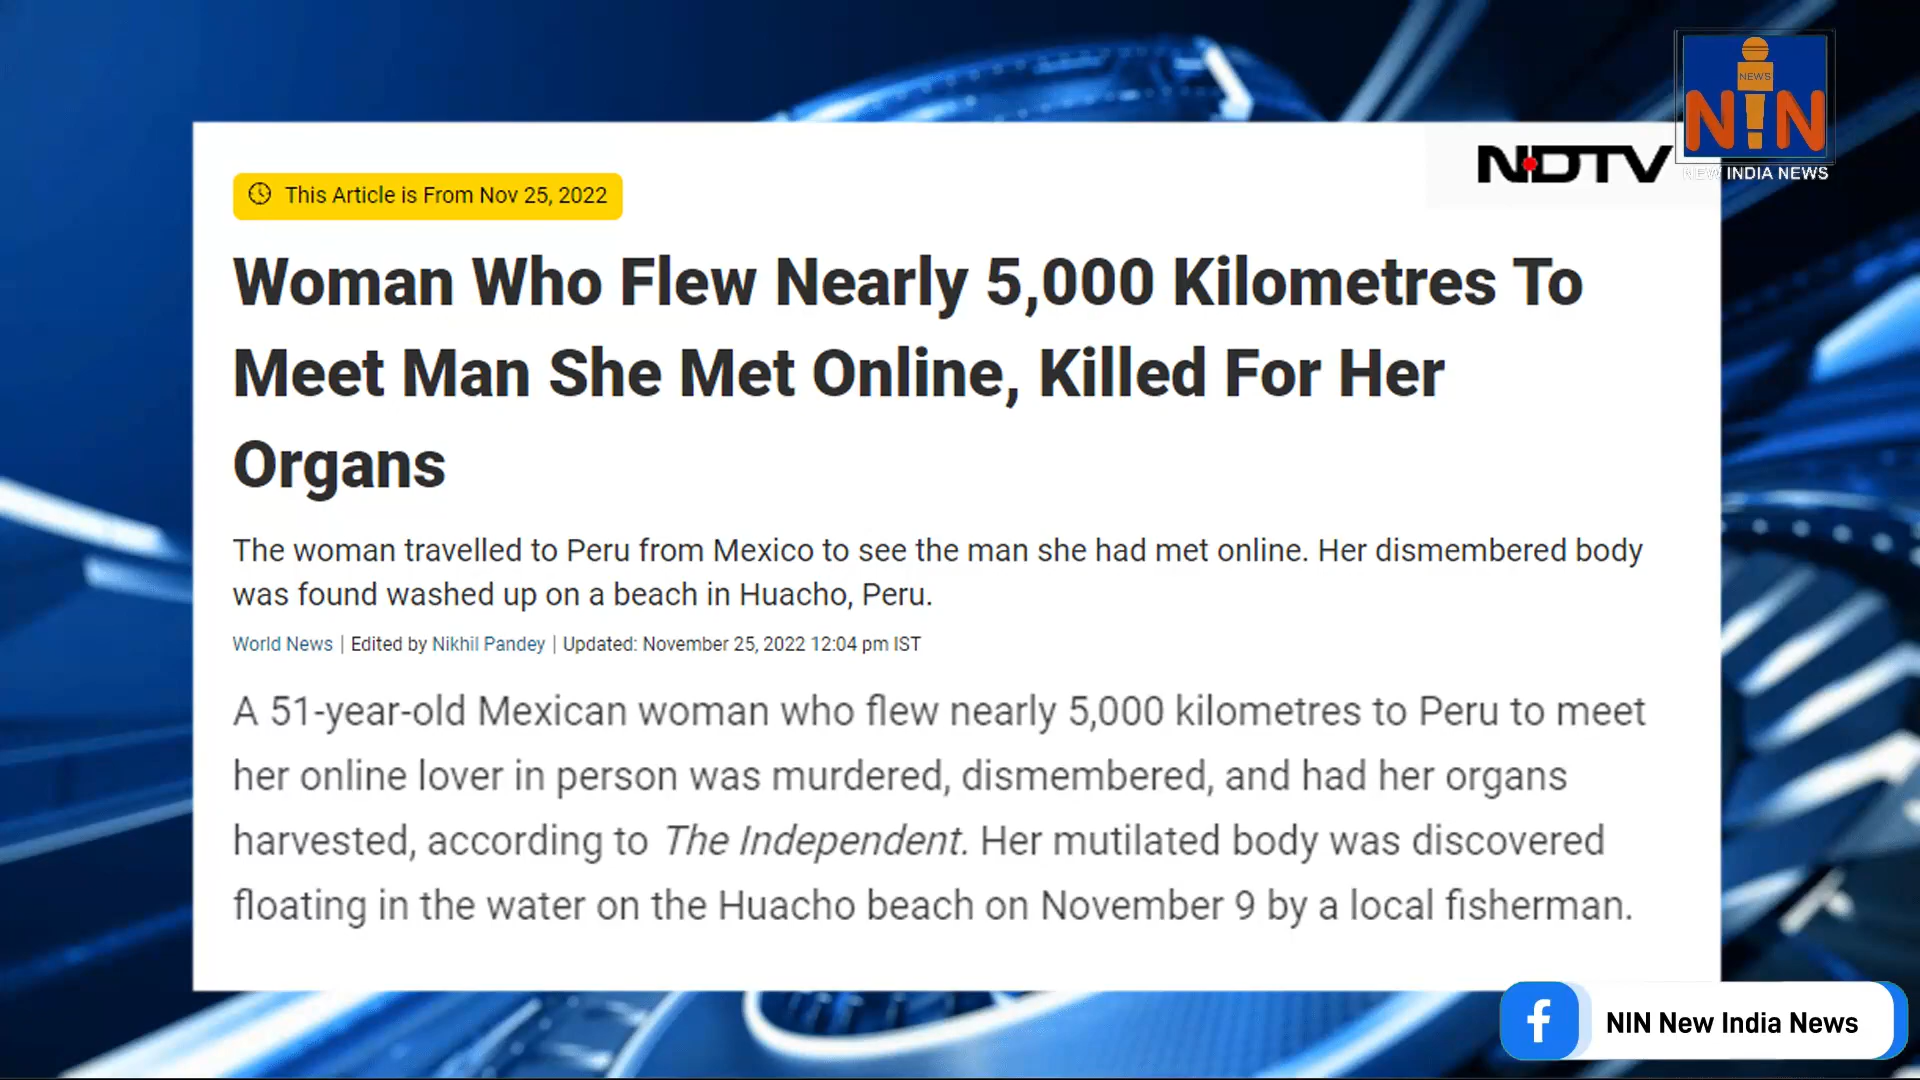 NEWS
NIN
NEW INDIA NEWS
NDTV
This Article is From Nov 25, 2022
Woman Who Flew Nearly 5,000 Kilometres To
Meet Man She Met Online, Killed For Her
Organs
The woman travelled to Peru from Mexico to see the man she had met online. Her dismembered body
was found washed up on a beach in Huacho, Peru.
World News | Edited by Nikhil Pandey | Updated: November 25, 2022 12:04 pm IST
A 51-year-old Mexican woman who flew nearly 5,000 kilometres to Peru to meet
her online lover in person was murdered, dismembered, and had her organs
harvested, according to The Independent. Her mutilated body was discovered
floating in the water on the Huacho beach on November 9 by a local fisherman.
f NIN New India News